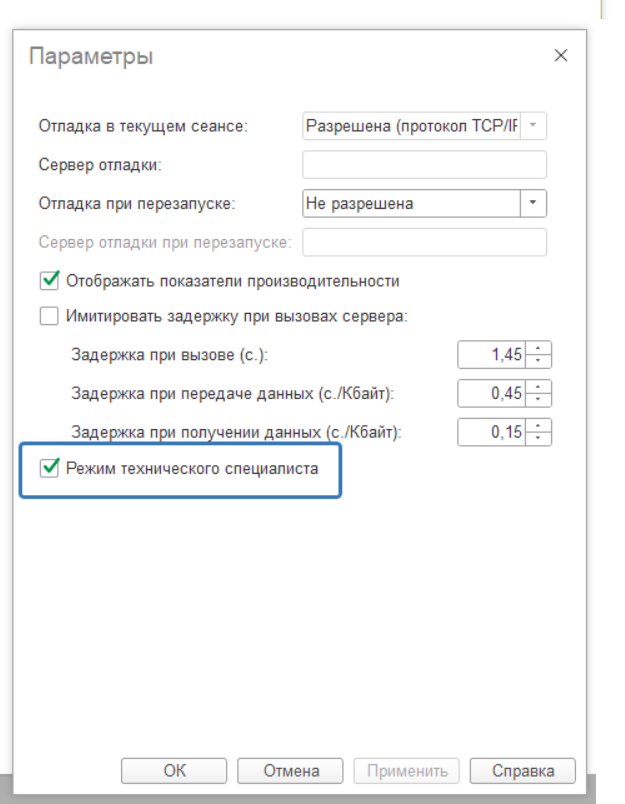 Параметры
Отладка в текущем сеансе: Разрешена (протокол TCP/IF
Сервер отладки:
Отладка при перезапуске: Не разрешена
Сервер отладки при перезапуске:
Отображать показатели производительности
Имитировать задержку при вызовах сервера:
Задержка при вызове (с.): 1,45
Задержка при передаче данных (с./Кбайт): 0,45
Задержка при получении данных (с./Кбайт): 0,15
Режим технического специалиста
ОК Отмена Применить Справка